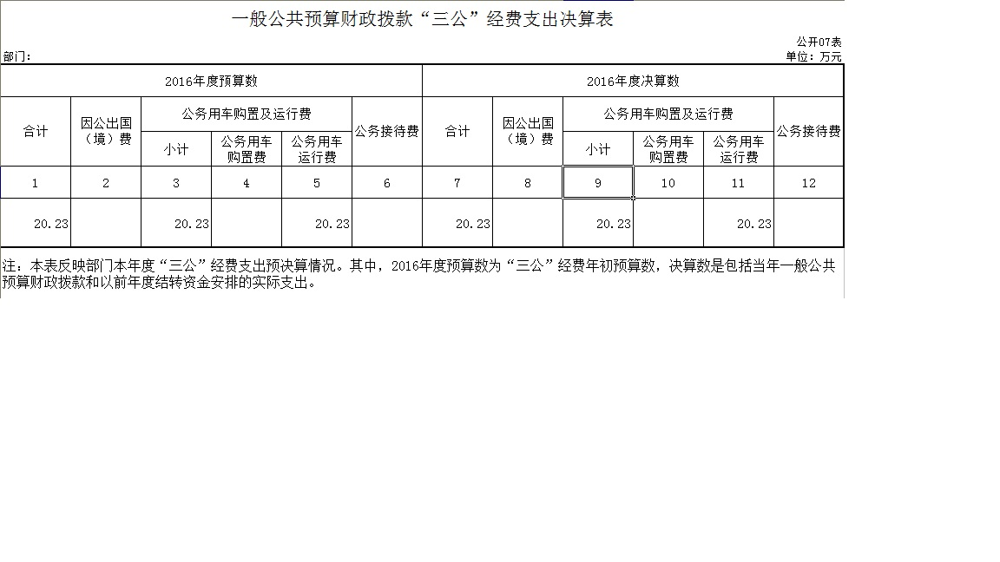 一般公共预算财政拨款“三公”经费支出决算表
公开07表
部门： 单位：万元
2016年度预算数 2016年度决算数
合计 因公出国（境）费 公务用车购置及运行费 公务接待费 合计 因公出国（境）费 公务用车购置及运行费 公务接待费
小计 公务用车购置费 公务用车运行费 小计 公务用车购置费 公务用车运行费
1 2 3 4 5 6 7 8 9 10 11 12
20.23 20.23 20.23 20.23 20.23 20.23
注：本表反映部门本年度“三公”经费支出预决算情况。其中，2016年度预算数为“三公”经费年初预算数，决算数是包括当年一般公共
预算财政拨款和以前年度结转资金安排的实际支出。